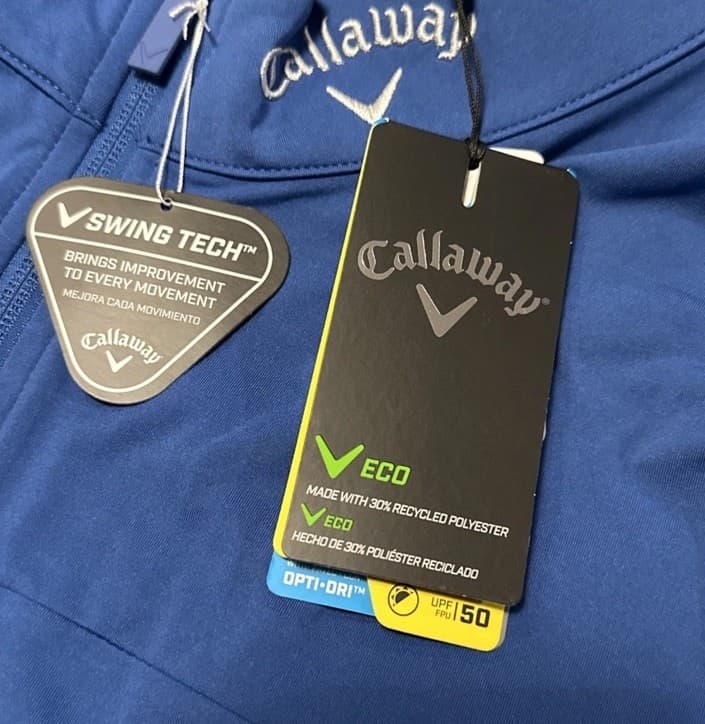 Callaway
SWING TECH™
BRINGS IMPROVEMENT
TO EVERY MOVEMENT
MEJORA CADA MOVIMIENTO
Callaway
Callaway®
ECO
MADE WITH 30% RECYCLED POLYESTER
ECO
HECHO DE 30% POLIÉSTER RECICLADO
OPTI•DRI™
UPF
FPU
50